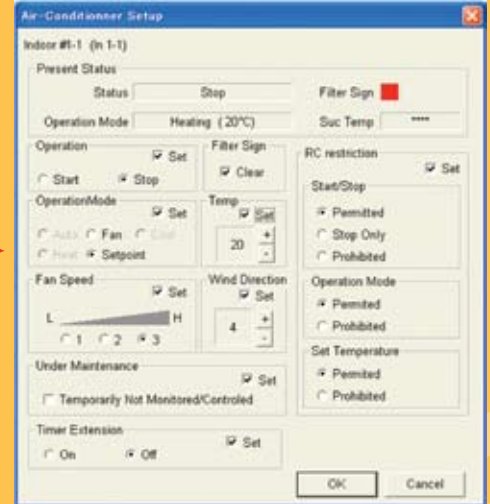 Air-Conditionner Setup
Indoor #1-1 (In 1-1)
Present Status
Status Stop Filter Sign
Operation Mode Heating (20°C) Suc Temp ****
Operation Set
Start Stop
Filter Sign
Clear
OperationMode Set
Auto Fan Cool
Heat Setpoint
Temp
Set
20 + -
Fan Speed Set
L H
1 2 3
Wind Direction
Set
4 + -
Under Maintenance
Set
Temporarily Not Monitored/Controled
Timer Extension
On Off Set
RC restriction
Set
Start/Stop
Permitted
Stop Only
Prohibited
Operation Mode
Permited
Prohibited
Set Temperature
Permited
Prohibited
OK Cancel